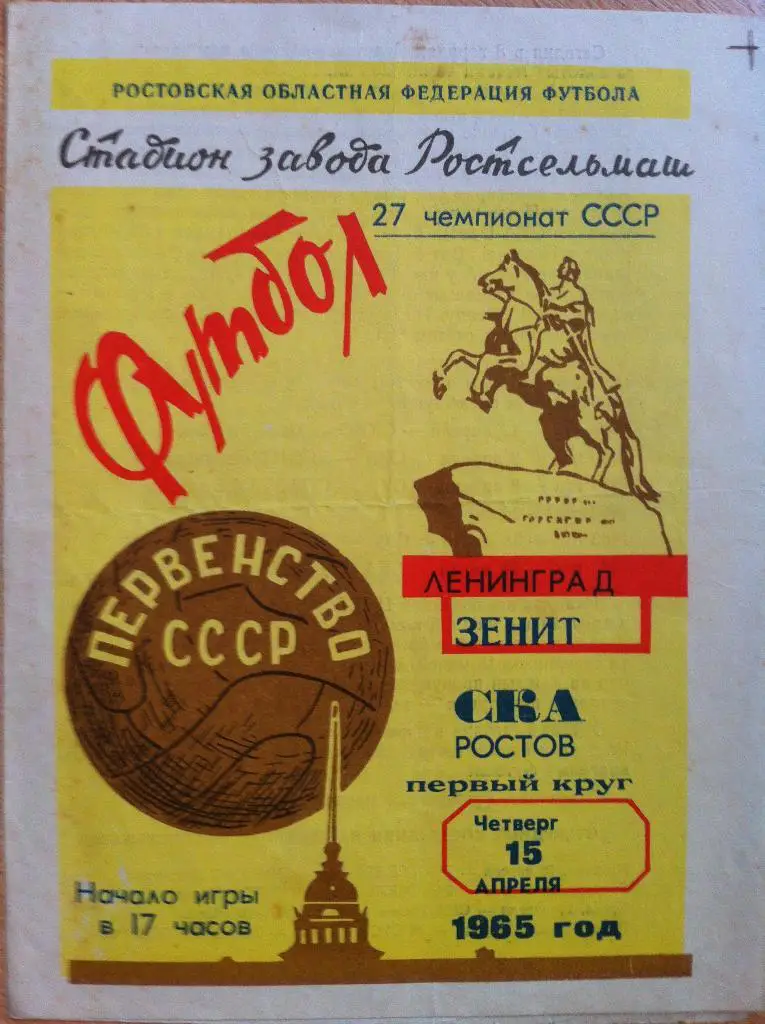 РОСТОВСКАЯ ОБЛАСТНАЯ ФЕДЕРАЦИЯ ФУТБОЛА
Стадион завода Ростсельмаш
27 чемпионат СССР
Футбол
ПЕРВЕНСТВО
СССР
ЛЕНИНГРАД
ЗЕНИТ
СКА
РОСТОВ
первый круг
Четверг
15
АПРЕЛЯ
1965 год
Начало игры
в 17 часов